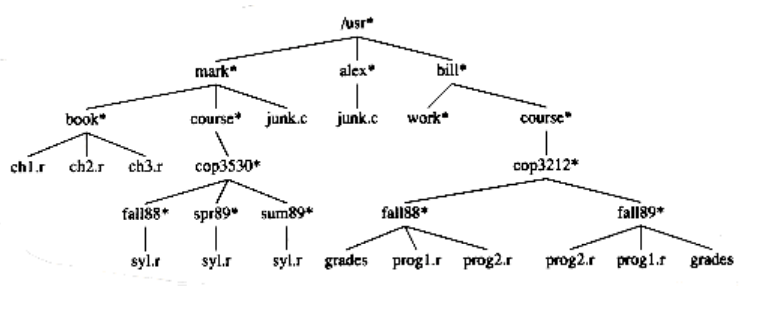 /usr*
mark* alex* bill*
book* course* junk.c junk.c work* course*
ch1.r ch2.r ch3.r cop3530* cop3212*
fall88* spr89* sum89* fall88* fall89*
syl.r syl.r syl.r grades prog1.r prog2.r prog2.r prog1.r grades